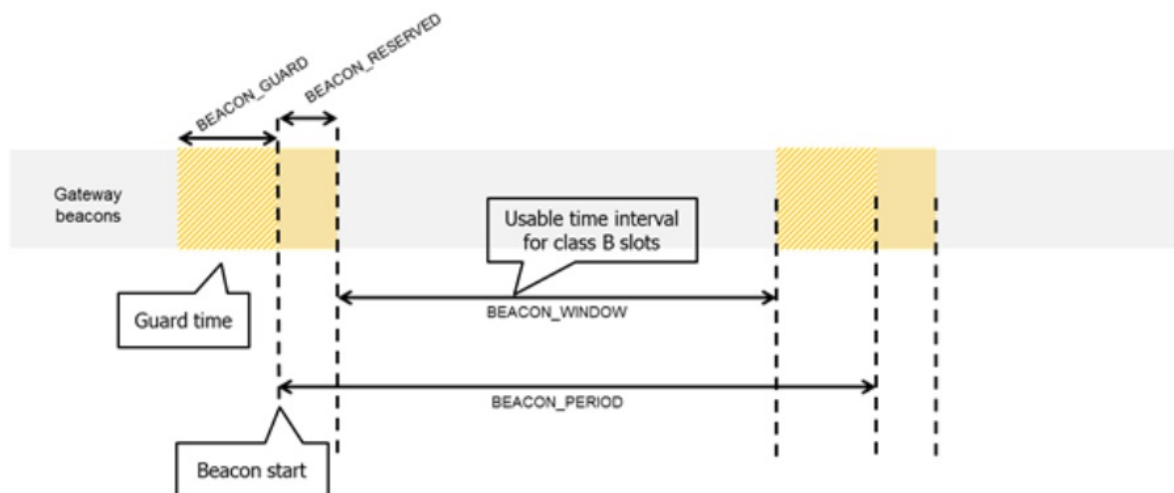 BEACON_GUARD
BEACON_RESERVED
Gateway
beacons
Usable time interval
for class B slots
Guard time
BEACON_WINDOW
BEACON_PERIOD
Beacon start